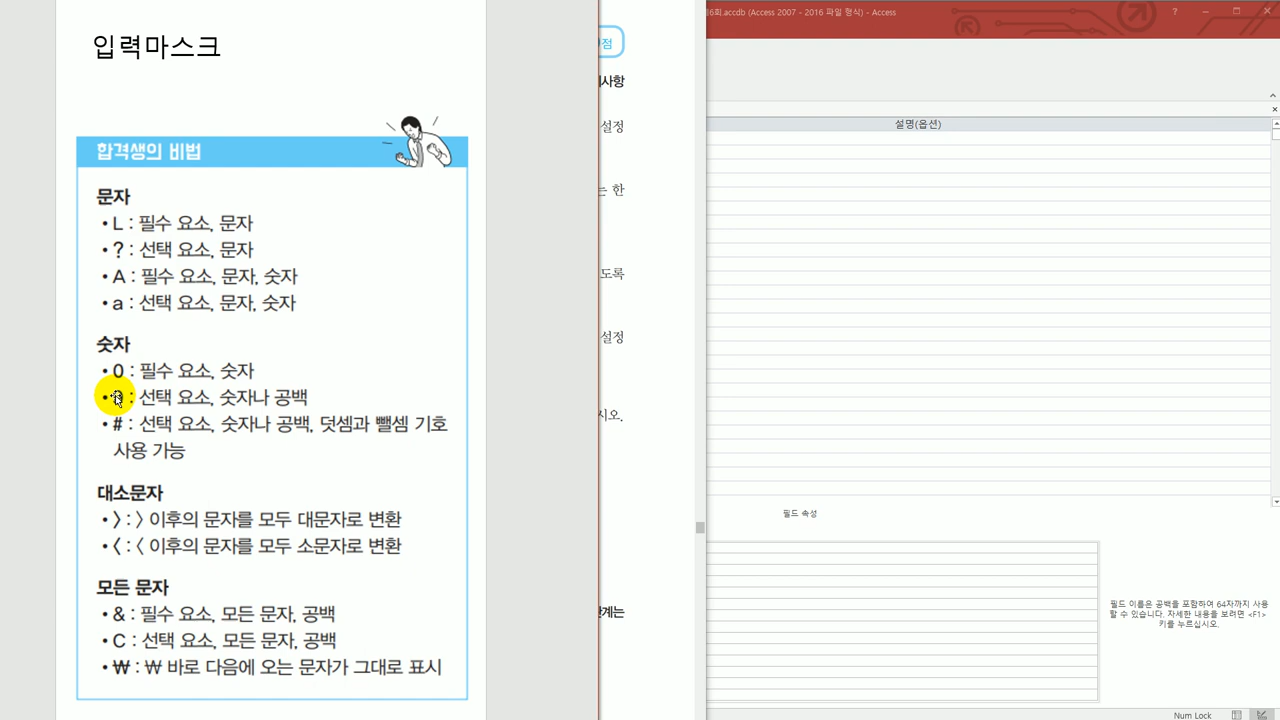 입력마스크
합격생의 비법
문자
• L : 필수 요소, 문자
• ? : 선택 요소, 문자
• A : 필수 요소, 문자, 숫자
• a : 선택 요소, 문자, 숫자
숫자
• 0 : 필수 요소, 숫자
• : 선택 요소, 숫자나 공백
• # : 선택 요소, 숫자나 공백, 덧셈과 뺄셈 기호
사용 가능
대소문자
• 〉: 〉 이후의 문자를 모두 대문자로 변환
• 〈 : 〈 이후의 문자를 모두 소문자로 변환
모든 문자
• & : 필수 요소, 모든 문자, 공백
• C : 선택 요소, 모든 문자, 공백
• ₩ : ₩ 바로 다음에 오는 문자가 그대로 표시
점
사항
설정
는 한
도록
설정
시오.
계는
6회.accdb (Access 2007 - 2016 파일 형식) - Access
설명(옵션)
필드 속성
필드 이름은 공백을 포함하여 64자까지 사용
할 수 있습니다. 자세한 내용을 보려면 <F1>
키를 누르십시오.
Num Lock